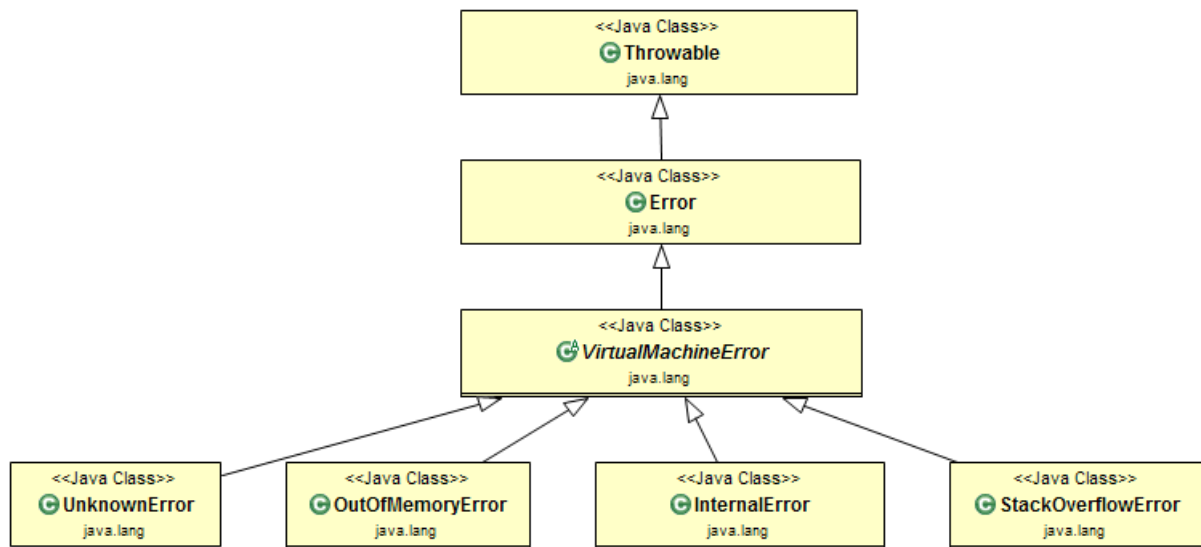 <<Java Class>>
Throwable
java.lang
<<Java Class>>
Error
java.lang
<<Java Class>>
VirtualMachineError
java.lang
<<Java Class>>
UnknownError
java.lang
<<Java Class>>
OutOfMemoryError
java.lang
<<Java Class>>
InternalError
java.lang
<<Java Class>>
StackOverflowError
java.lang